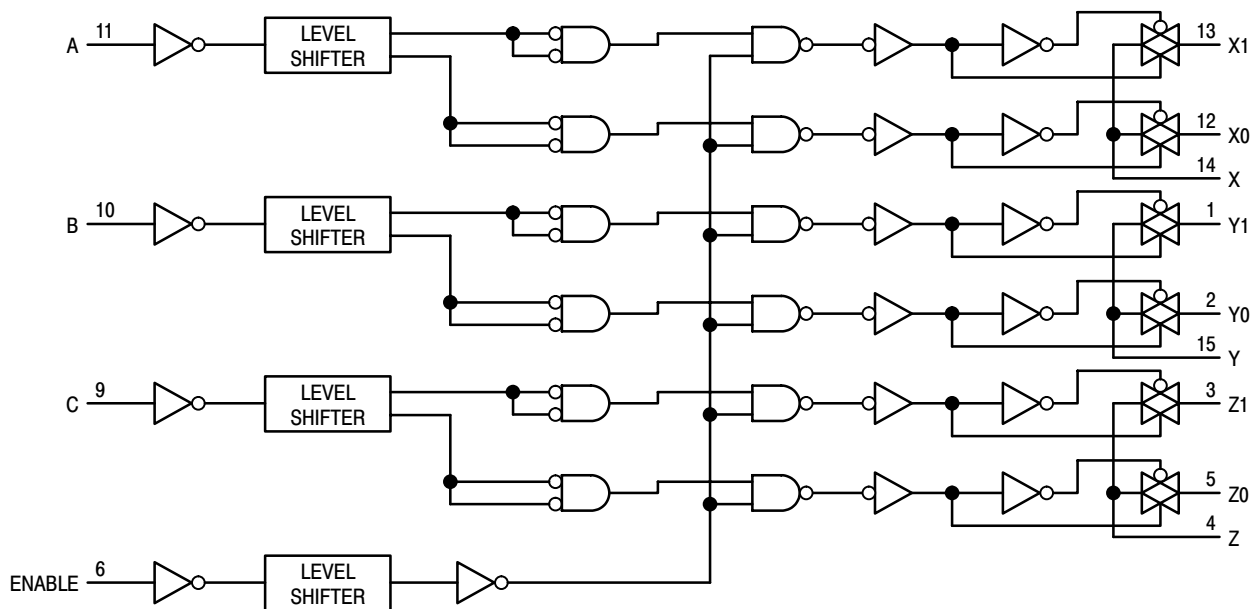 A 11 LEVEL SHIFTER 13 X1
12 X0
14 X
B 10 LEVEL SHIFTER 1 Y1
2 Y0
15 Y
C 9 LEVEL SHIFTER 3 Z1
5 Z0
4 Z
ENABLE 6 LEVEL SHIFTER